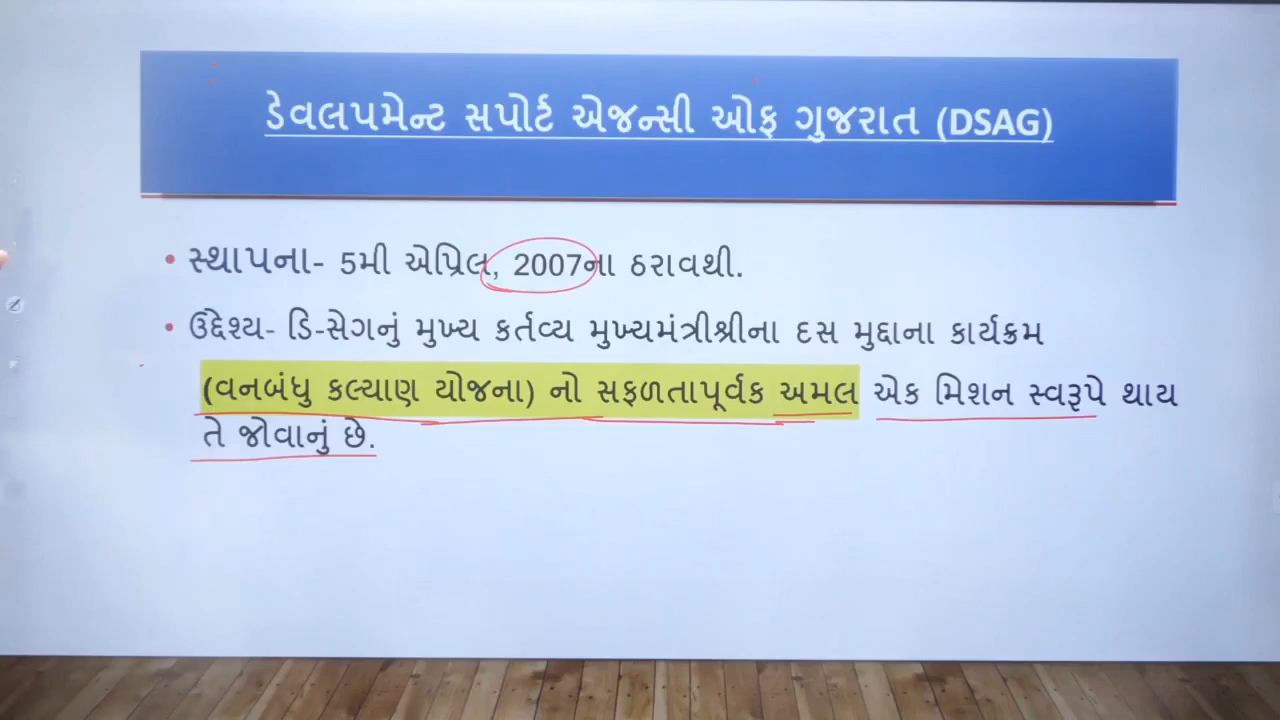 ડેવલપમેન્ટ સપોર્ટ એજન્સી ઓફ ગુજરાત (DSAG)
• સ્થાપના- 5મી એપ્રિલ, 2007ના ઠરાવથી.
• ઉદ્દેશ્ય- ડિ-સેગનું મુખ્ય કર્તવ્ય મુખ્યમંત્રીશ્રીના દસ મુદ્દાના કાર્યક્રમ
(વનબંધુ કલ્યાણ યોજના) નો સફળતાપૂર્વક અમલ એક મિશન સ્વરૂપે થાય
તે જોવાનું છે.